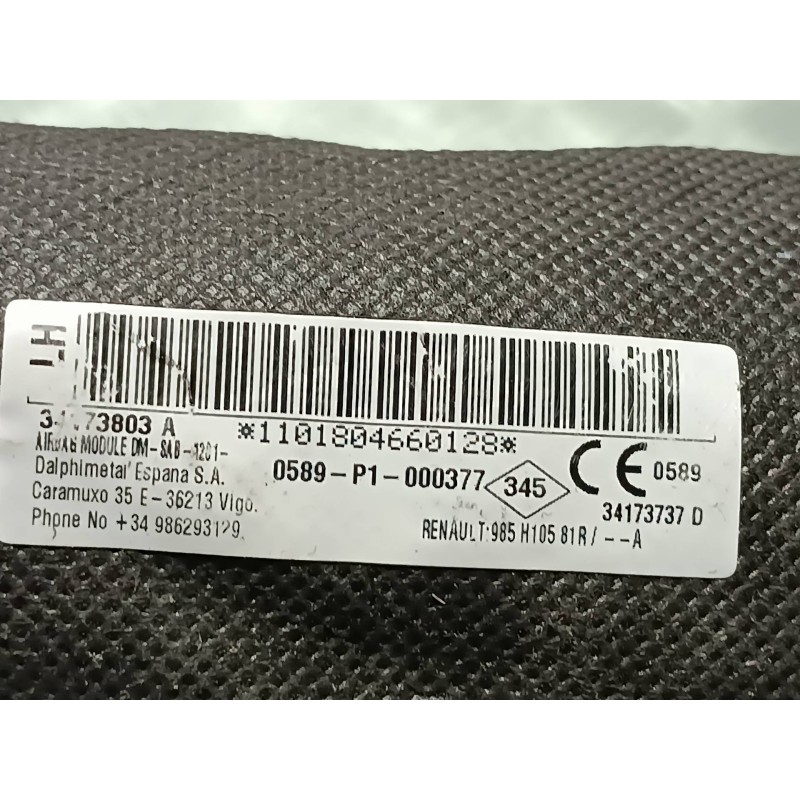 LH
34173803 A
*1101804660128*
AIRBAG MODULE DM-SAB-1201-
Dalphimetal Espana S.A.
0589-P1-000377
345
CE 0589
Caramuxo 35 E-36213 Vigo.
34173737 D
Phone No +34 986293129
RENAULT:985 H105 81R/ --A